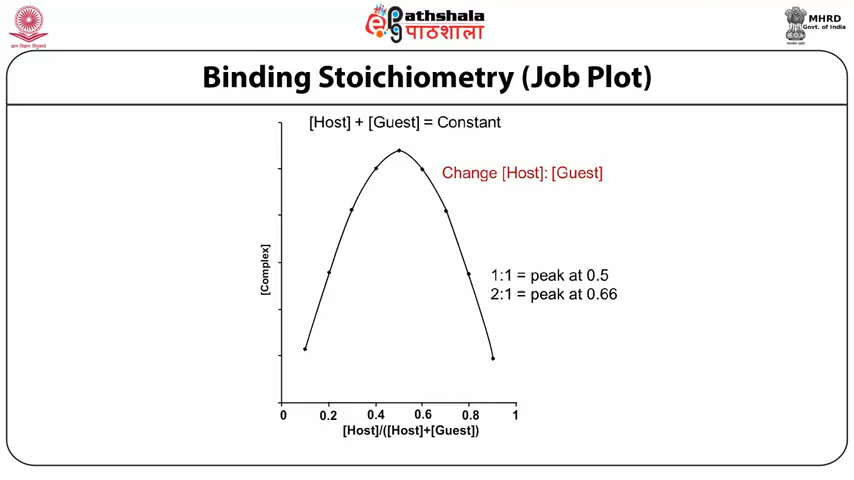 Pathshala
पाठशाला
MHRD
Govt. of India
Binding Stoichiometry (Job Plot)
[Host] + [Guest] = Constant
Change [Host]: [Guest]
[Complex]
1:1 = peak at 0.5
2:1 = peak at 0.66
0 0.2 0.4 0.6 0.8 1
[Host]/([Host]+[Guest])